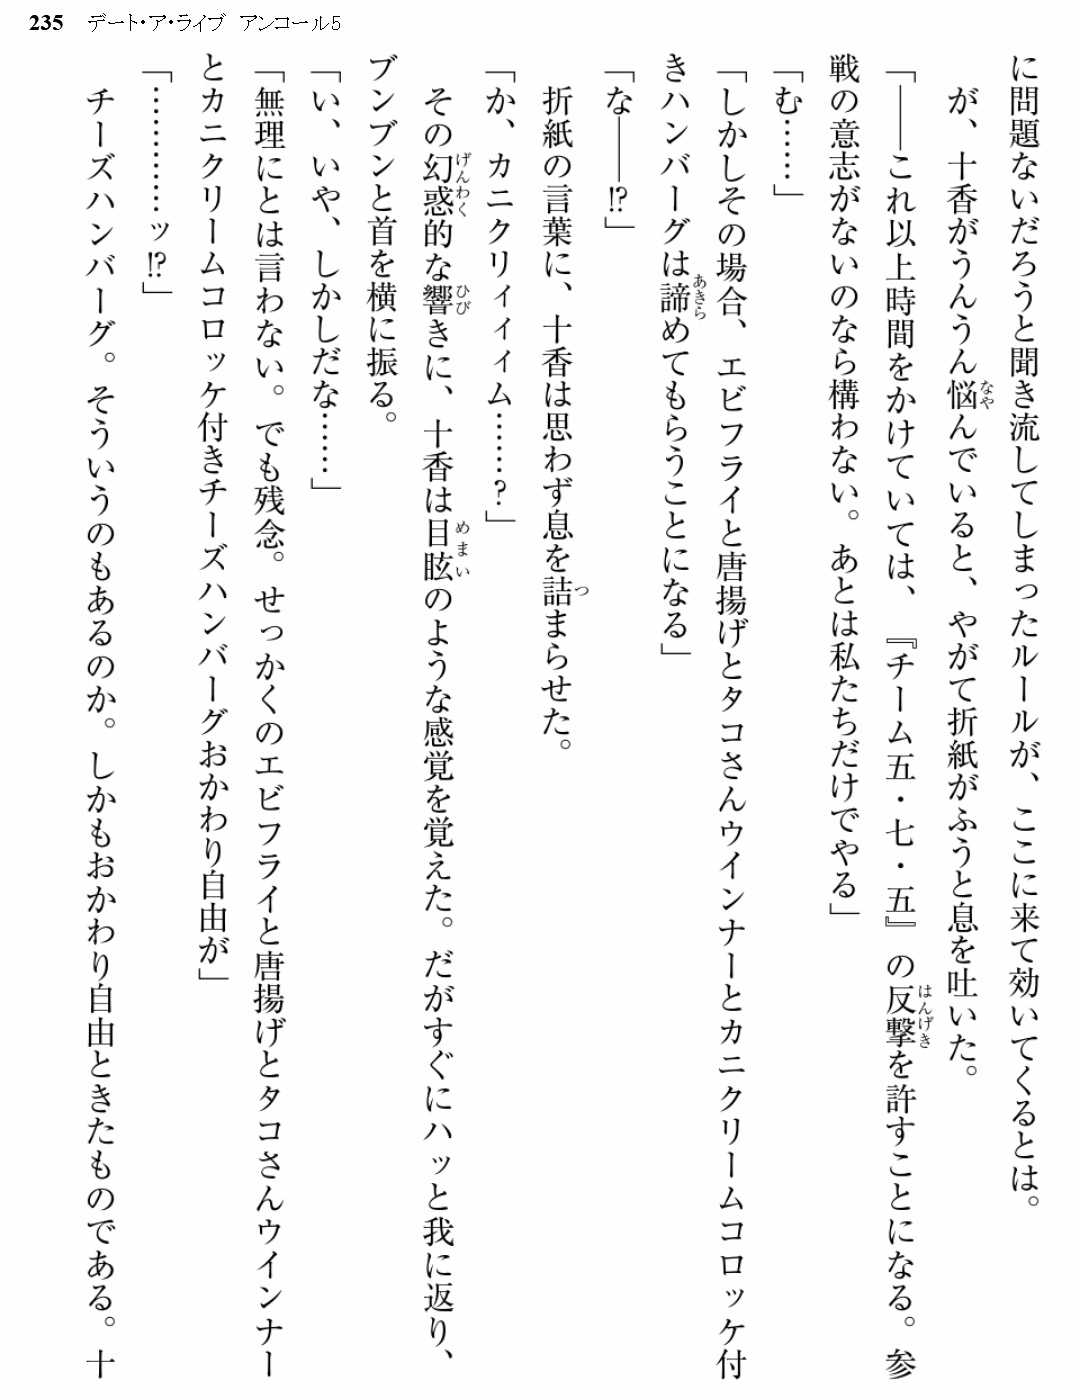 235 デート・ア・ライブ アンコール5
に問題ないだろうと聞き流してしまったルールが、ここに来て効いてくるとは。
が、十香がうんうん悩んでいると、やがて折紙がふうと息を吐いた。
「――これ以上時間をかけていては、『チーム五・七・五』の反撃を許すことになる。参
戦の意志がないのなら構わない。あとは私たちだけでやる」
「む……」
「しかしその場合、エビフライと唐揚げとタコさんウインナーとカニクリームコロッケ付
きハンバーグは諦めてもらうことになる」
「な――!?」
折紙の言葉に、十香は思わず息を詰まらせた。
「か、カニクリィィム……?」
その幻惑的な響きに、十香は目眩のような感覚を覚えた。だがすぐにハッと我に返り、
ブンブンと首を横に振る。
「い、いや、しかしだな……」
「無理にとは言わない。でも残念。せっかくのエビフライと唐揚げとタコさんウインナー
とカニクリームコロッケ付きチーズハンバーグおかわり自由が」
「…………ッ!?」
チーズハンバーグ。そういうのもあるのか。しかもおかわり自由ときたものである。十